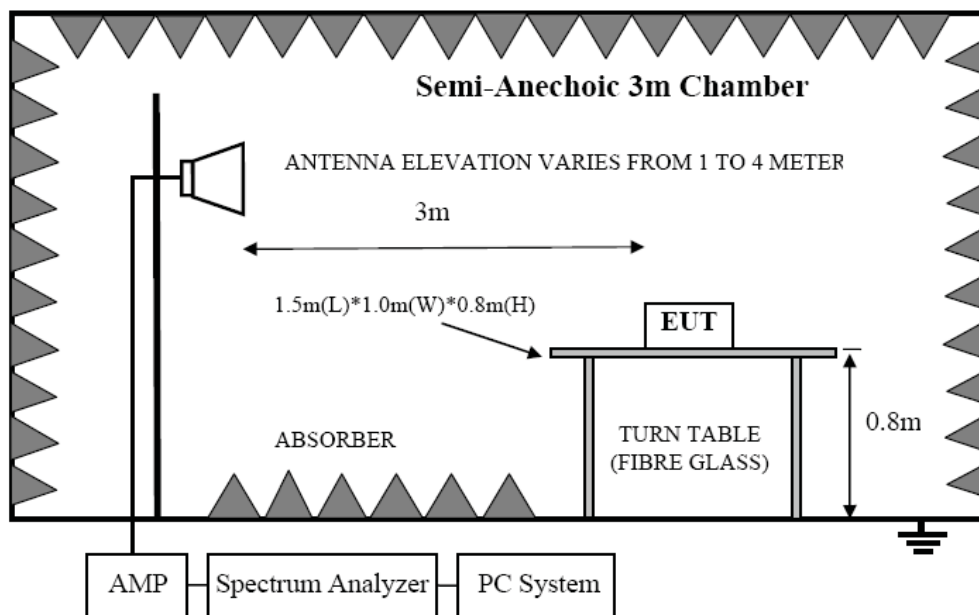 Semi-Anechoic 3m Chamber
ANTENNA ELEVATION VARIES FROM 1 TO 4 METER
3m
1.5m(L)*1.0m(W)*0.8m(H)
EUT
0.8m
ABSORBER
TURN TABLE
(FIBRE GLASS)
AMP
Spectrum Analyzer
PC System